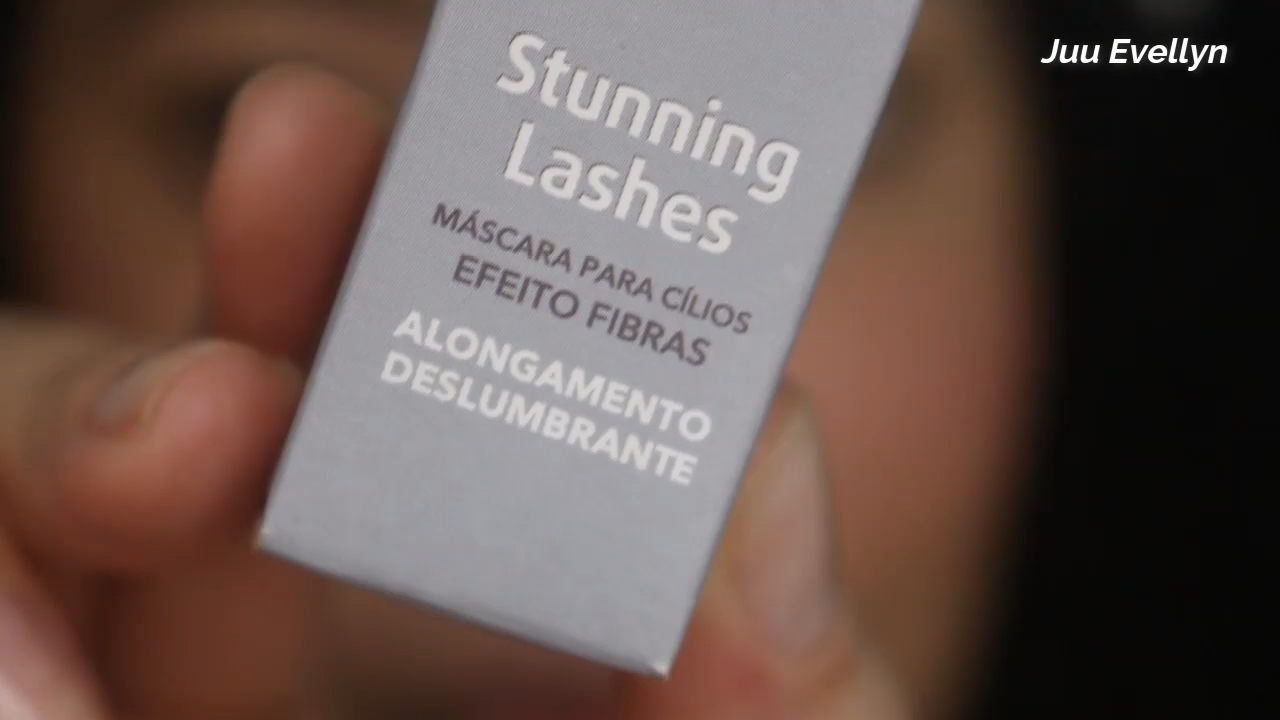 Juu Evellyn
Stunning
Lashes
MÁSCARA PARA CÍLIOS
EFEITO FIBRAS
ALONGAMENTO
DESLUMBRANTE